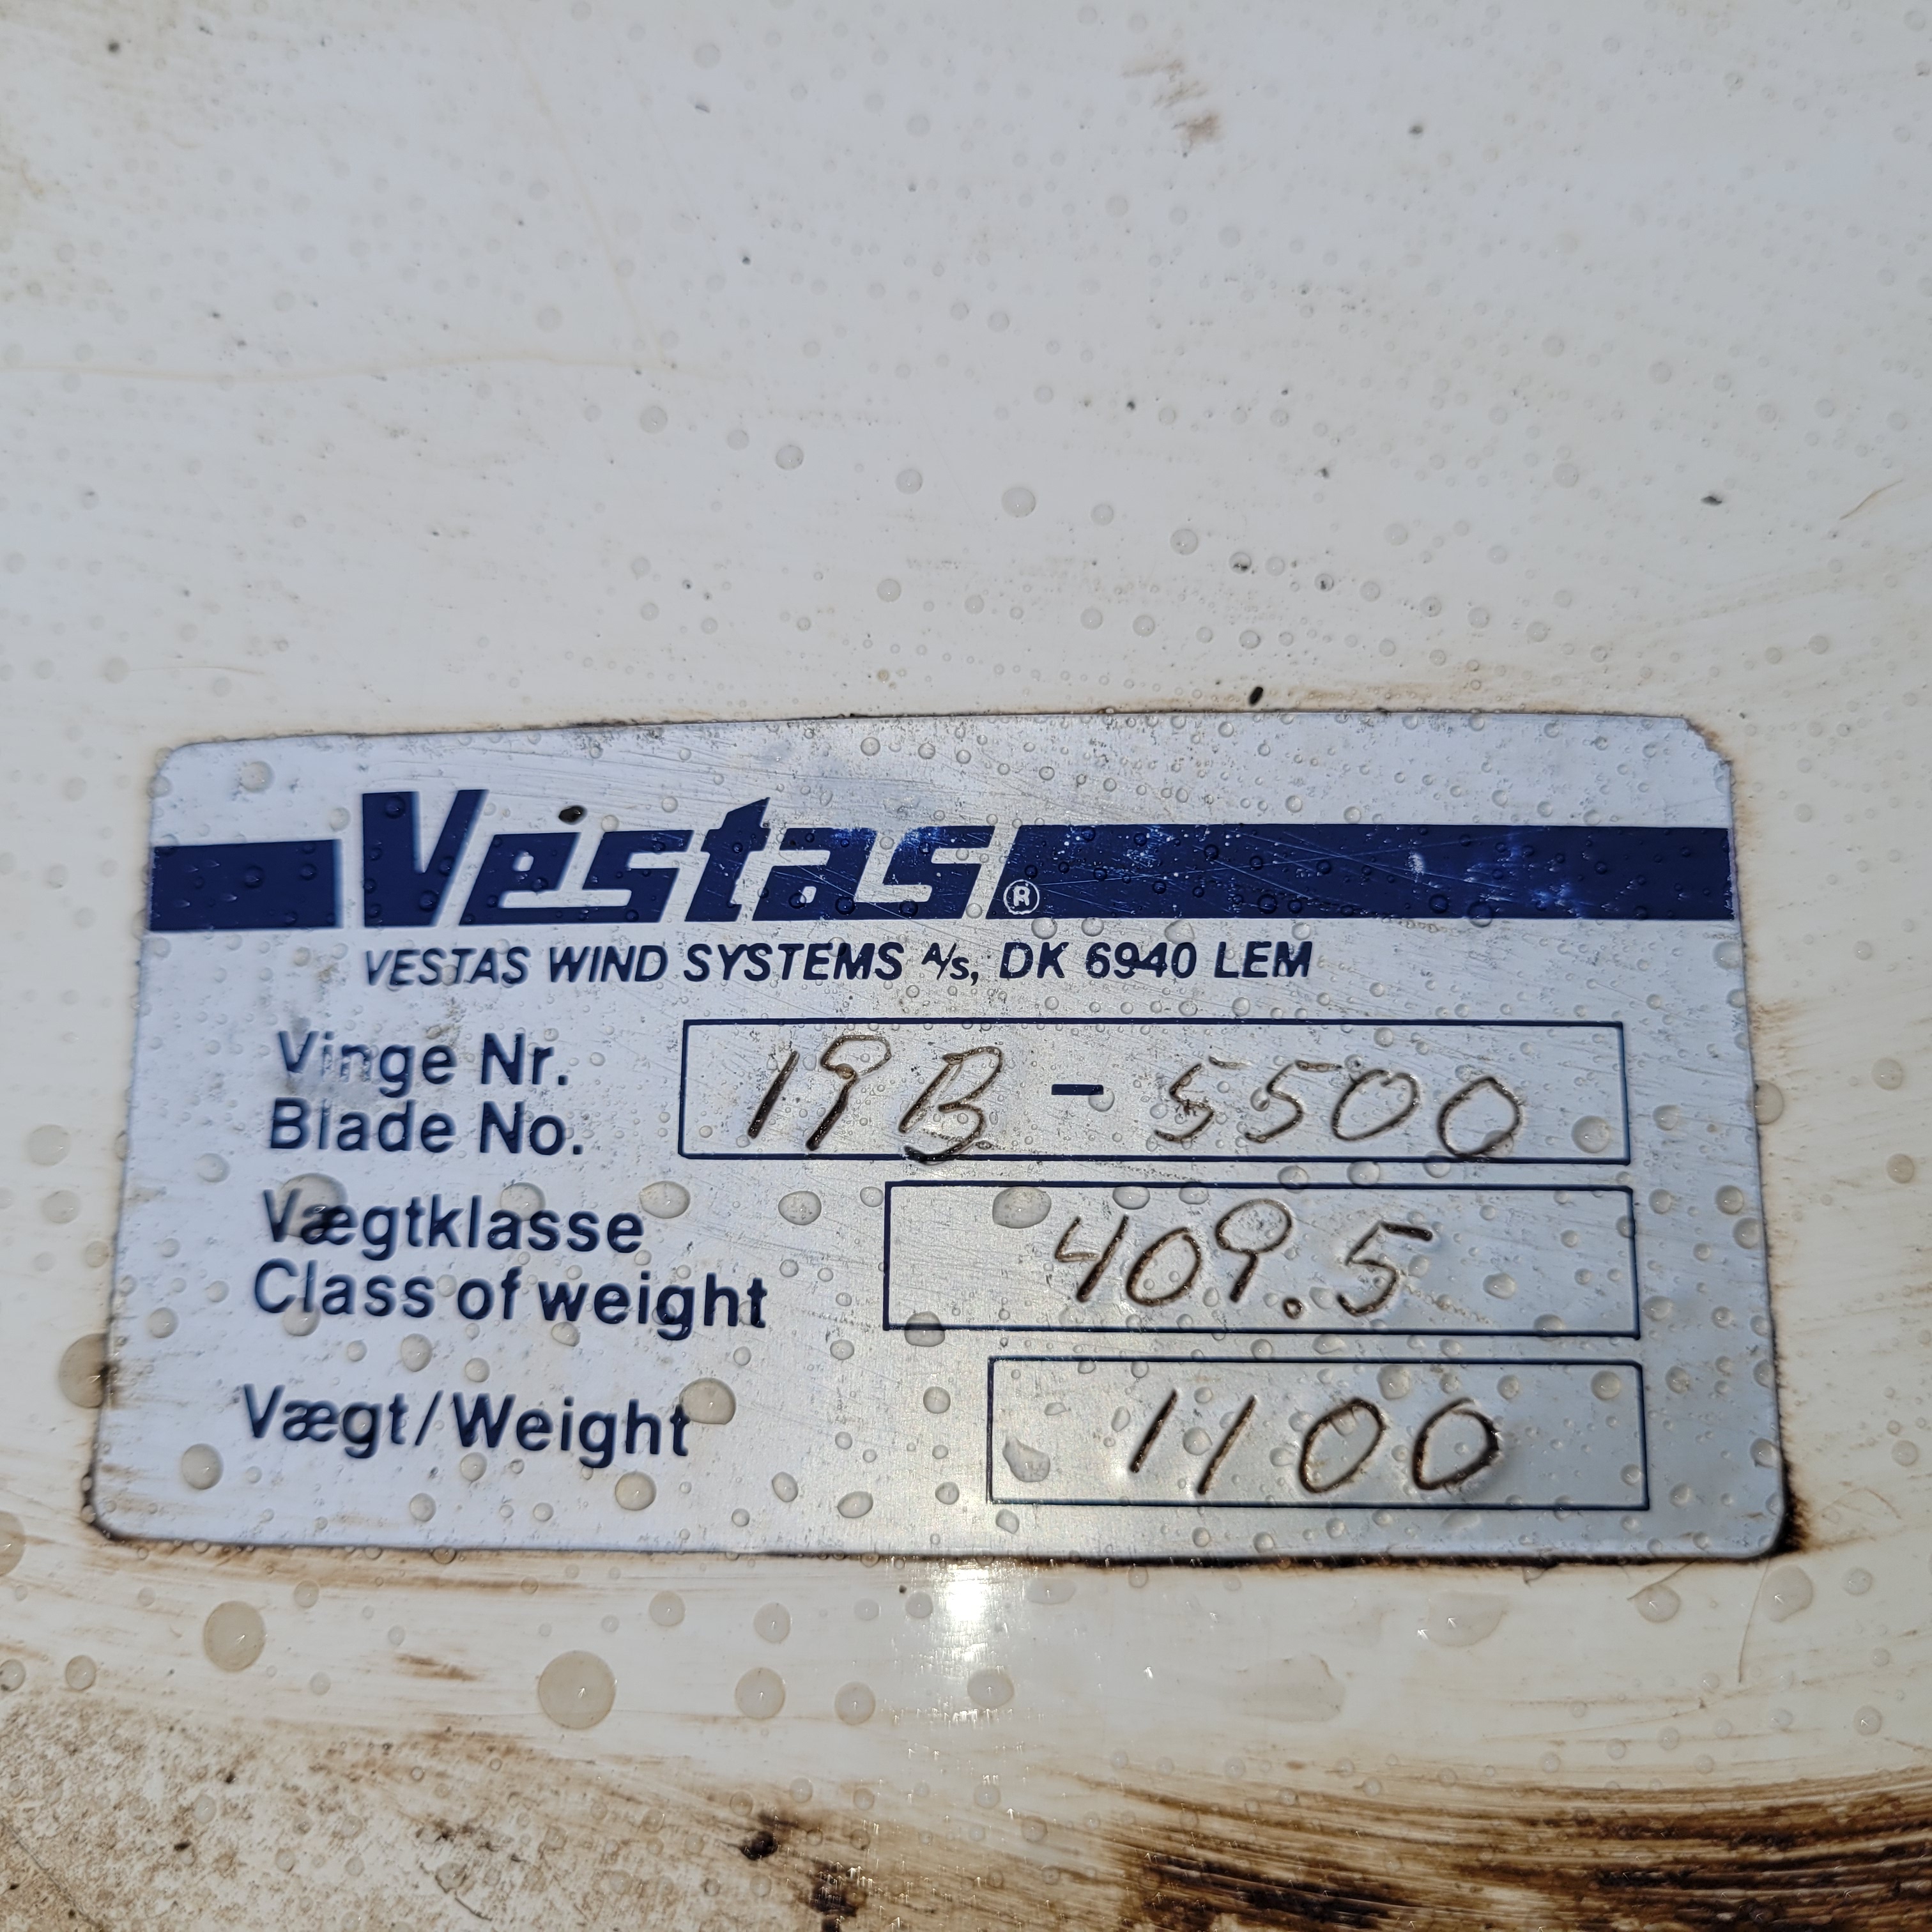 Vestas®
VESTAS WIND SYSTEMS A/S, DK 6940 LEM
Vinge Nr.
Blade No. 19B - 5500
Vægtklasse
Class of weight 409.5
Vægt/Weight 1100